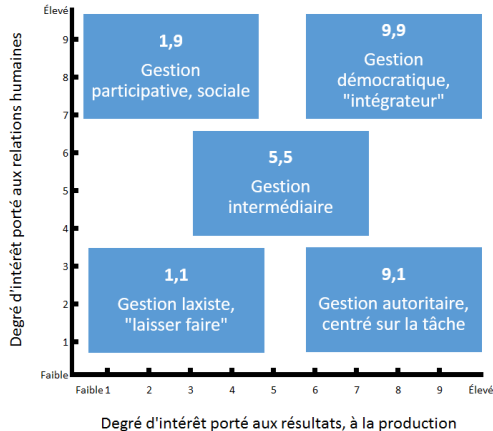 Élevé
9
8
7
6
5
4
3
2
1
Faible
Degré d'intérêt porté aux relations humaines
1,9
Gestion
participative, sociale
9,9
Gestion
démocratique,
"intégrateur"
5,5
Gestion
intermédiaire
1,1
Gestion laxiste,
"laisser faire"
9,1
Gestion autoritaire,
centré sur la tâche
Faible 1 2 3 4 5 6 7 8 9 Élevé
Degré d'intérêt porté aux résultats, à la production